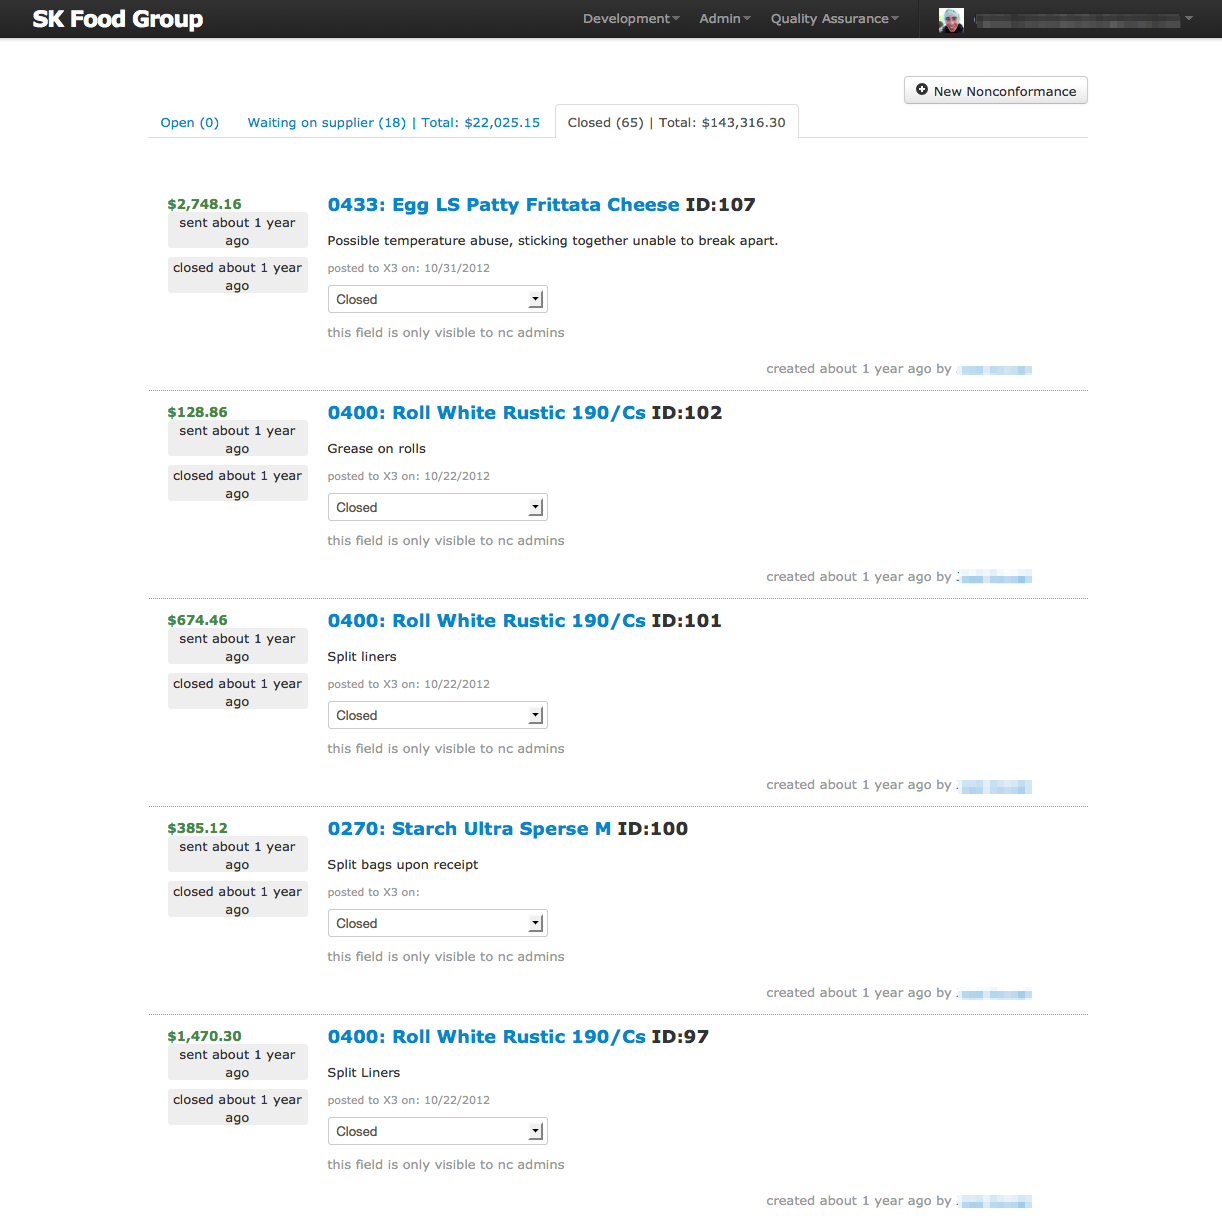 SK Food Group
Development
Admin
Quality Assurance
New Nonconformance
Open (0)
Waiting on supplier (18) | Total: $22,025.15
Closed (65) | Total: $143,316.30
$2,748.16
sent about 1 year
ago
closed about 1 year
ago
0433: Egg LS Patty Frittata Cheese ID:107
Possible temperature abuse, sticking together unable to break apart.
posted to X3 on: 10/31/2012
Closed
this field is only visible to nc admins
created about 1 year ago by
$128.86
sent about 1 year
ago
closed about 1 year
ago
0400: Roll White Rustic 190/Cs ID:102
Grease on rolls
posted to X3 on: 10/22/2012
Closed
this field is only visible to nc admins
created about 1 year ago by
$674.46
sent about 1 year
ago
closed about 1 year
ago
0400: Roll White Rustic 190/Cs ID:101
Split liners
posted to X3 on: 10/22/2012
Closed
this field is only visible to nc admins
created about 1 year ago by
$385.12
sent about 1 year
ago
closed about 1 year
ago
0270: Starch Ultra Sperse M ID:100
Split bags upon receipt
posted to X3 on:
Closed
this field is only visible to nc admins
created about 1 year ago by
$1,470.30
sent about 1 year
ago
closed about 1 year
ago
0400: Roll White Rustic 190/Cs ID:97
Split Liners
posted to X3 on: 10/22/2012
Closed
this field is only visible to nc admins
created about 1 year ago by